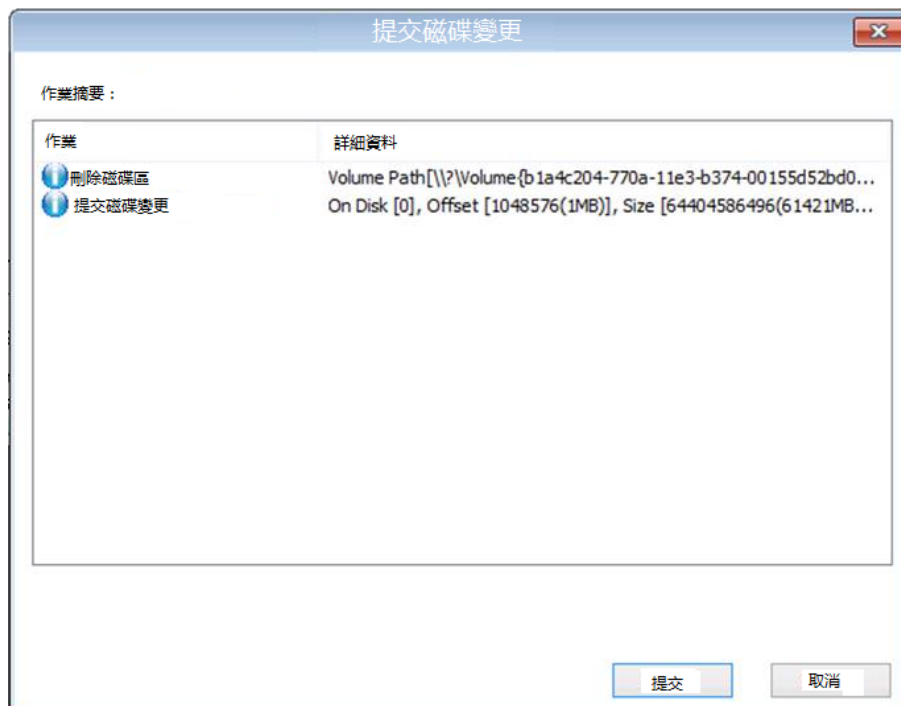 提交磁碟變更
作業摘要：
作業 詳細資料
刪除磁碟區 Volume Path[\\?\Volume{b1a4c204-770a-11e3-b374-00155d52bd0...
提交磁碟變更 On Disk [0], Offset [1048576(1MB)], Size [64404586496(61421MB...
提交 取消